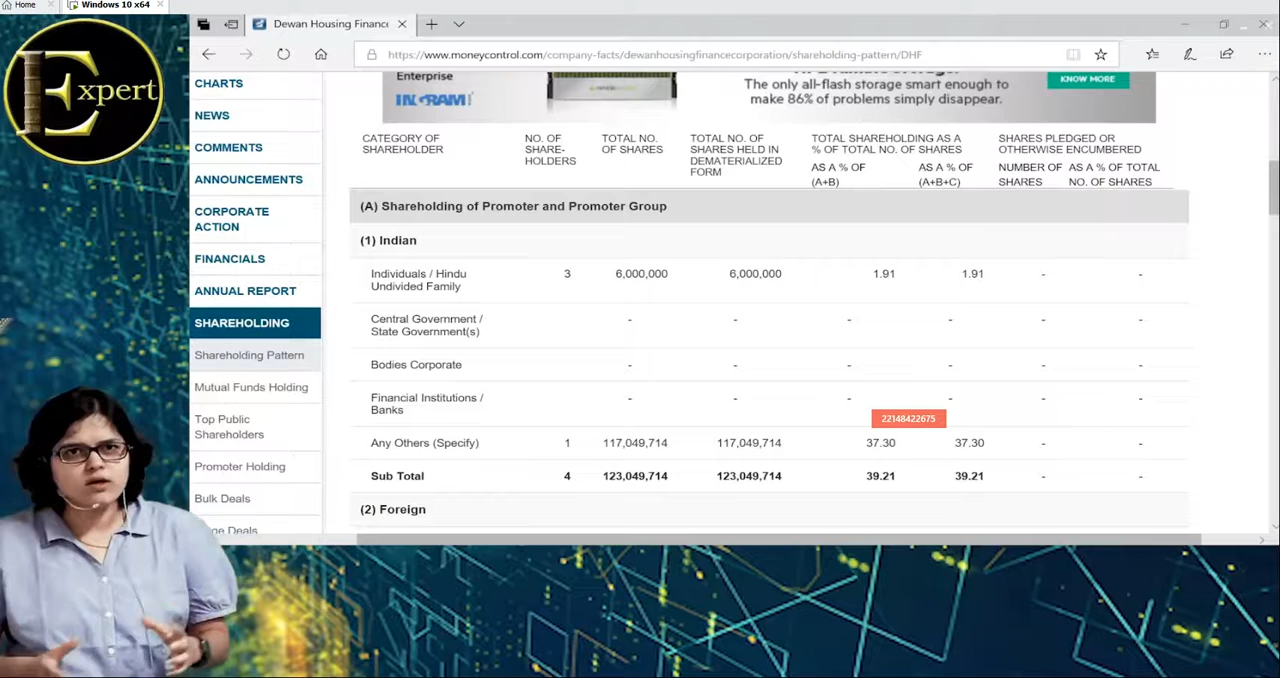 Home
Windows 10 x64
Expert
Dewan Housing Finance
https://www.moneycontrol.com/company-facts/dewanhousingfinancecorporation/shareholding-pattern/DHF
CHARTS
NEWS
COMMENTS
ANNOUNCEMENTS
CORPORATE
ACTION
FINANCIALS
ANNUAL REPORT
SHAREHOLDING
Shareholding Pattern
Mutual Funds Holding
Top Public
Shareholders
Promoter Holding
Bulk Deals
Deals
Enterprise
INGRAM
The only all-flash storage smart enough to
make 86% of problems simply disappear.
KNOW MORE
CATEGORY OF
SHAREHOLDER
NO. OF
SHARE-
HOLDERS
TOTAL NO.
OF SHARES
TOTAL NO. OF
SHARES HELD IN
DEMATERIALIZED
FORM
TOTAL SHAREHOLDING AS A
% OF TOTAL NO. OF SHARES
AS A % OF
(A+B)
AS A % OF
(A+B+C)
SHARES PLEDGED OR
OTHERWISE ENCUMBERED
NUMBER OF
SHARES
AS A % OF TOTAL
NO. OF SHARES
(A) Shareholding of Promoter and Promoter Group
(1) Indian
Individuals / Hindu
Undivided Family
3 6,000,000 6,000,000 1.91 1.91 - -
Central Government /
State Government(s)
- - - - - -
Bodies Corporate - - - - - -
Financial Institutions /
Banks
- - - - - -
22148422675
Any Others (Specify) 1 117,049,714 117,049,714 37.30 37.30 - -
Sub Total 4 123,049,714 123,049,714 39.21 39.21 - -
(2) Foreign